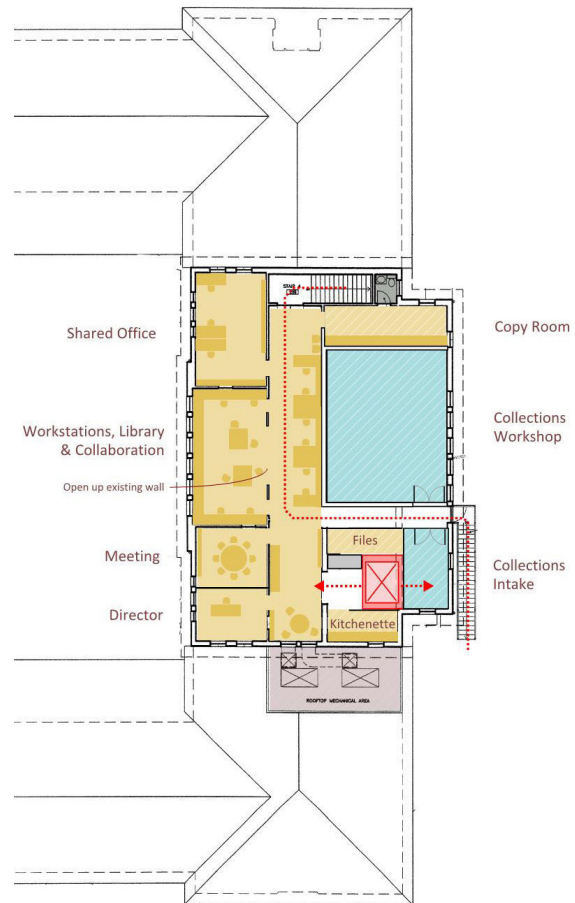 STAIR
Shared Office
Copy Room
Collections
Workshop
Workstations, Library
& Collaboration
Open up existing wall
Files
Meeting
Collections
Intake
Director
Kitchenette
ROOFTOP MECHANICAL AREA